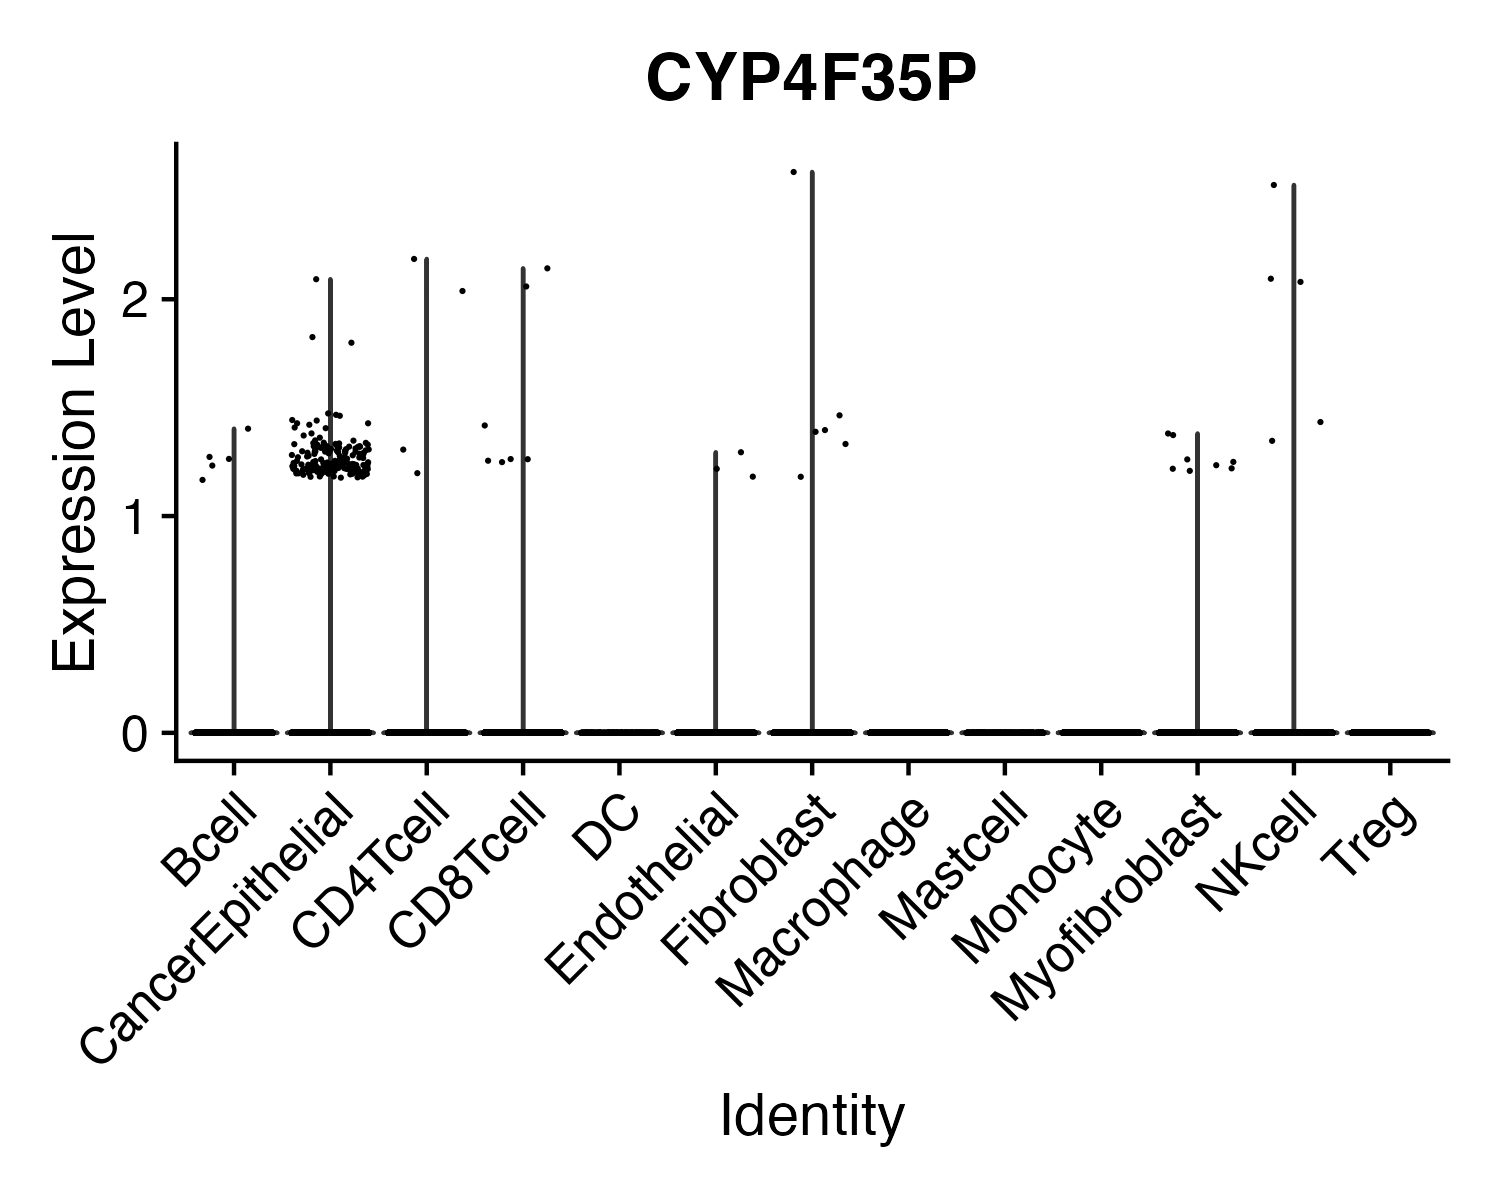 CYP4F35P
Expression Level
2
1
0
Bcell
CancerEpithelial
CD4Tcell
CD8Tcell
DC
Endothelial
Fibroblast
Macrophage
Mastcell
Monocyte
Myofibroblast
NKcell
Treg
Identity